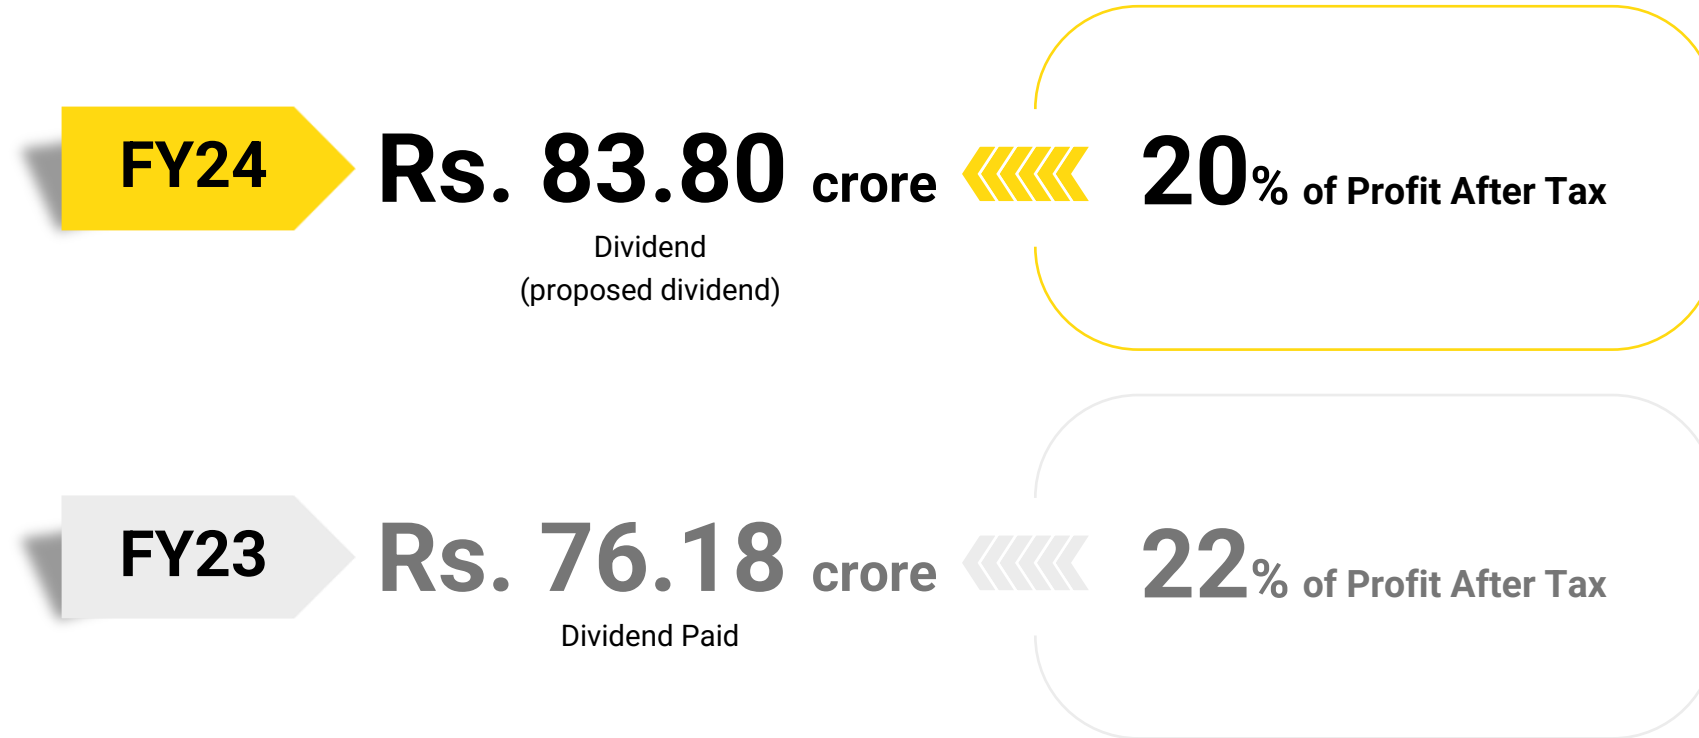 FY24
Rs. 83.80 crore
20% of Profit After Tax
Dividend
(proposed dividend)
FY23
Rs. 76.18 crore
22% of Profit After Tax
Dividend Paid